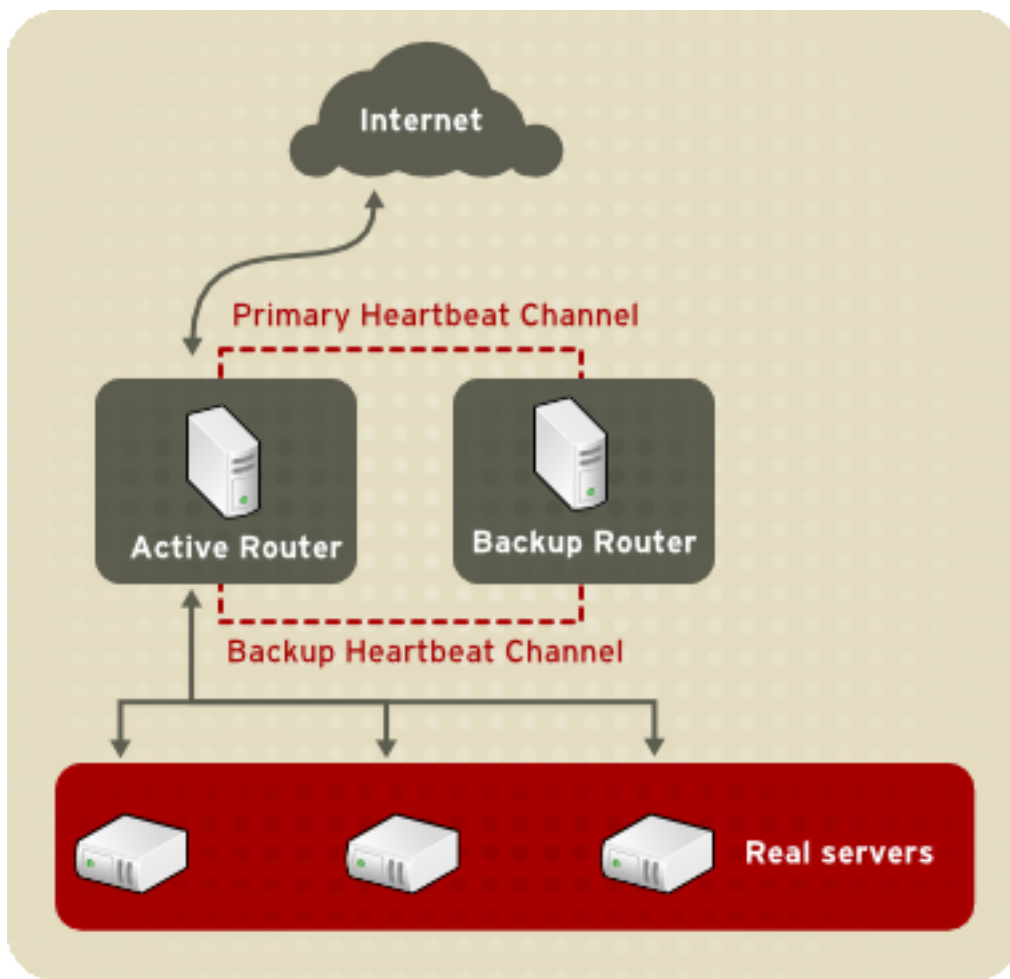 Internet
Primary Heartbeat Channel
Active Router
Backup Router
Backup Heartbeat Channel
Real servers